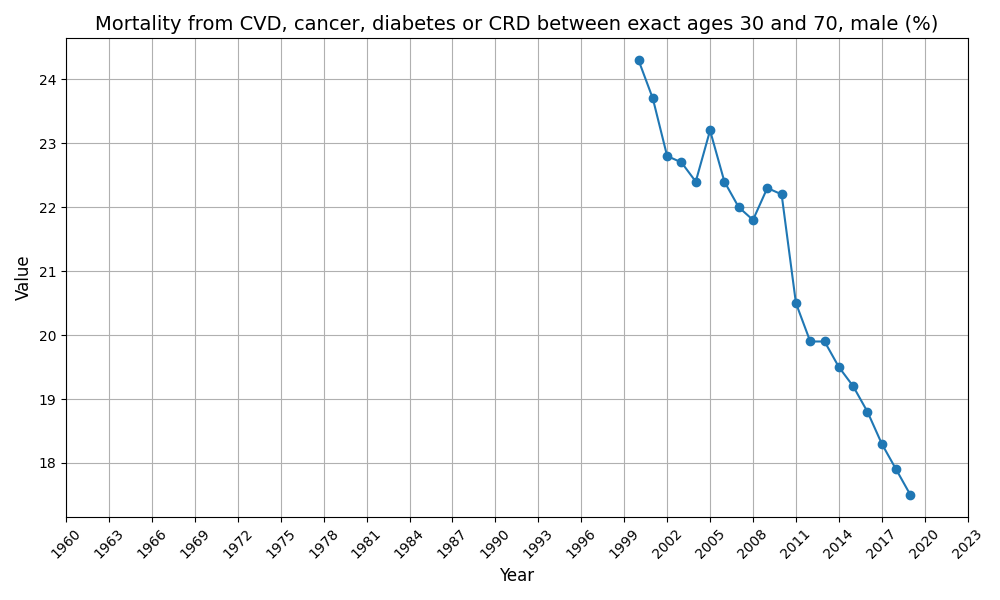 Mortality from CVD, cancer, diabetes or CRD between exact ages 30 and 70, male (%)
24
23
22
21
20
19
18
Value
1960 1963 1966 1969 1972 1975 1978 1981 1984 1987 1990 1993 1996 1999 2002 2005 2008 2011 2014 2017 2020 2023
Year